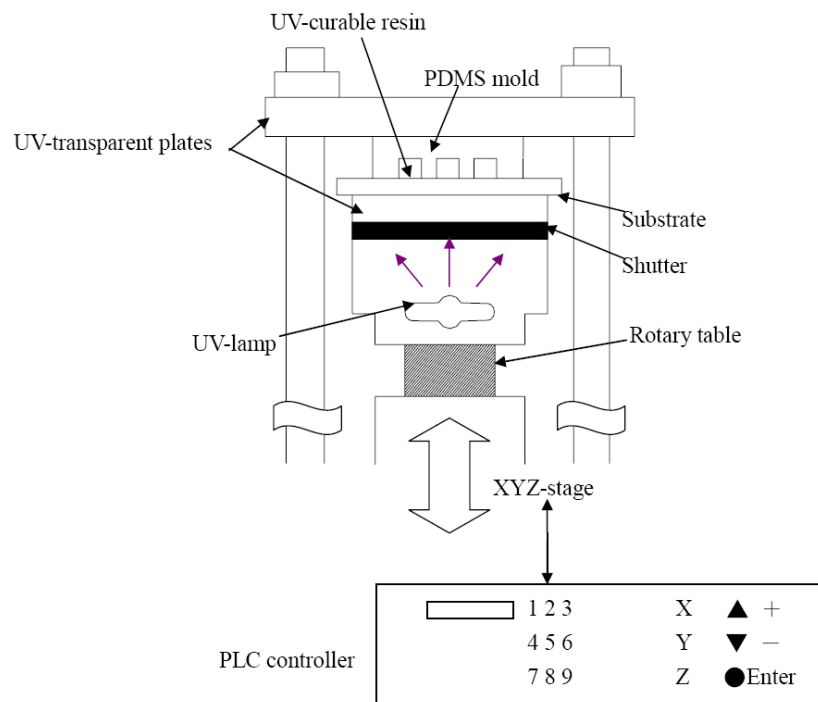 UV-curable resin
PDMS mold
UV-transparent plates
Substrate
Shutter
UV-lamp
Rotary table
XYZ-stage
1 2 3 X ▲ +
4 5 6 Y ▼ −
PLC controller
7 8 9 Z ●Enter